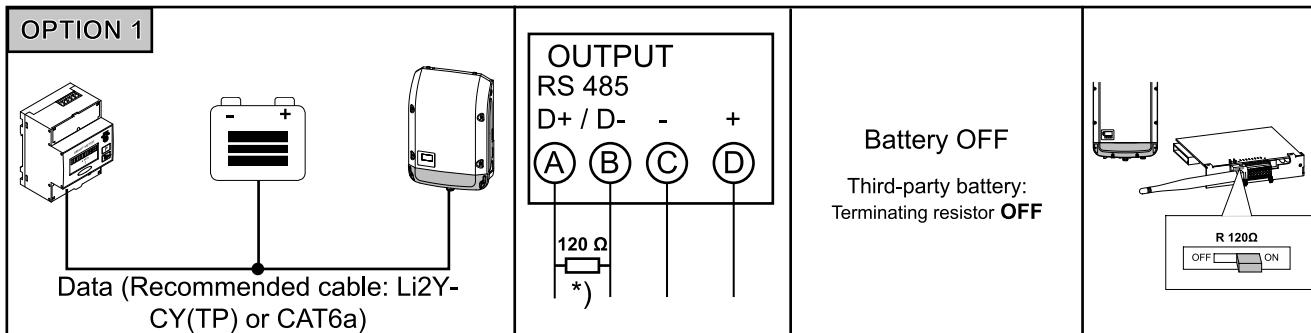 OPTION 1
- +
Data (Recommended cable: Li2Y-
CY(TP) or CAT6a)
OUTPUT
RS 485
D+ / D- - +
A B C D
120 Ω
*)
Battery OFF
Third-party battery:
Terminating resistor OFF
R 120Ω
OFF ON